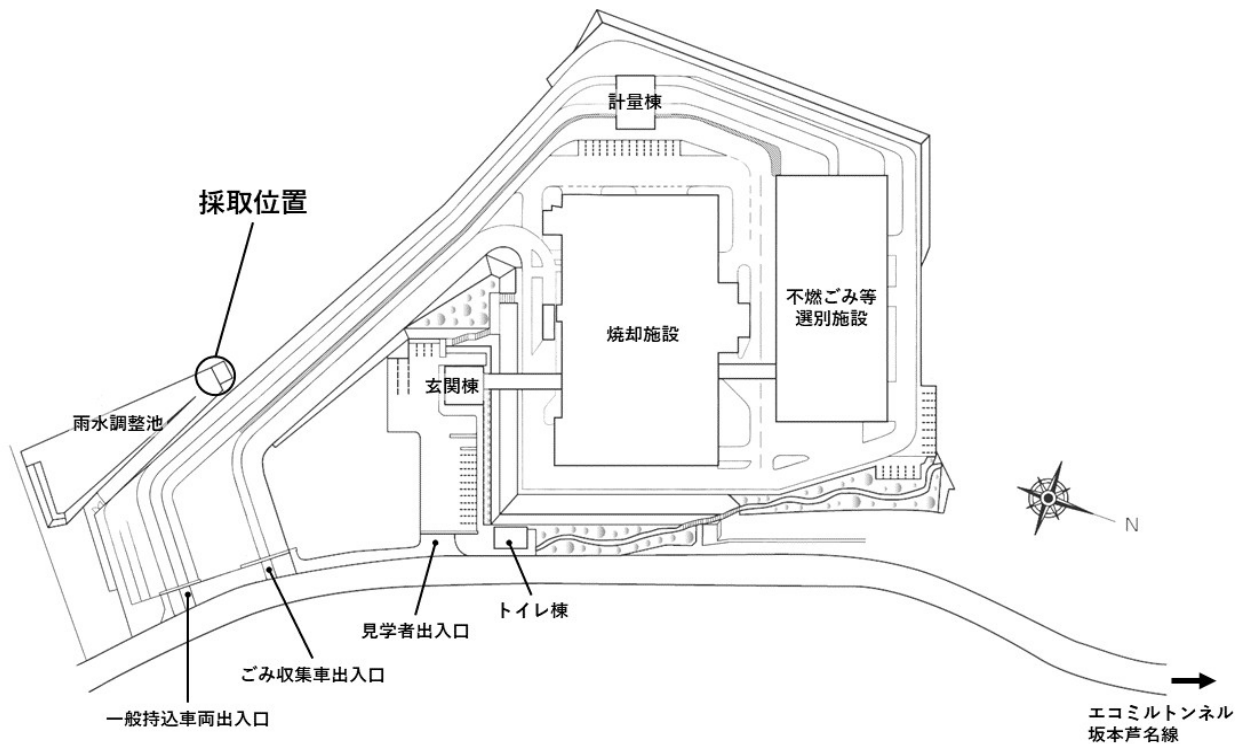 計量棟
採取位置
不燃ごみ等
選別施設
焼却施設
玄関棟
雨水調整池
N
トイレ棟
見学者出入口
ごみ収集車出入口
一般持込車両出入口
エコミルトンネル
坂本芦名線